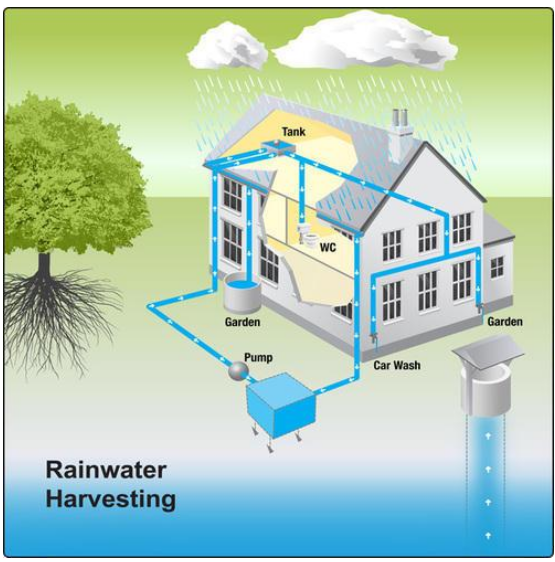 Tank
WC
Garden
Garden
Car Wash
Pump
Rainwater
Harvesting